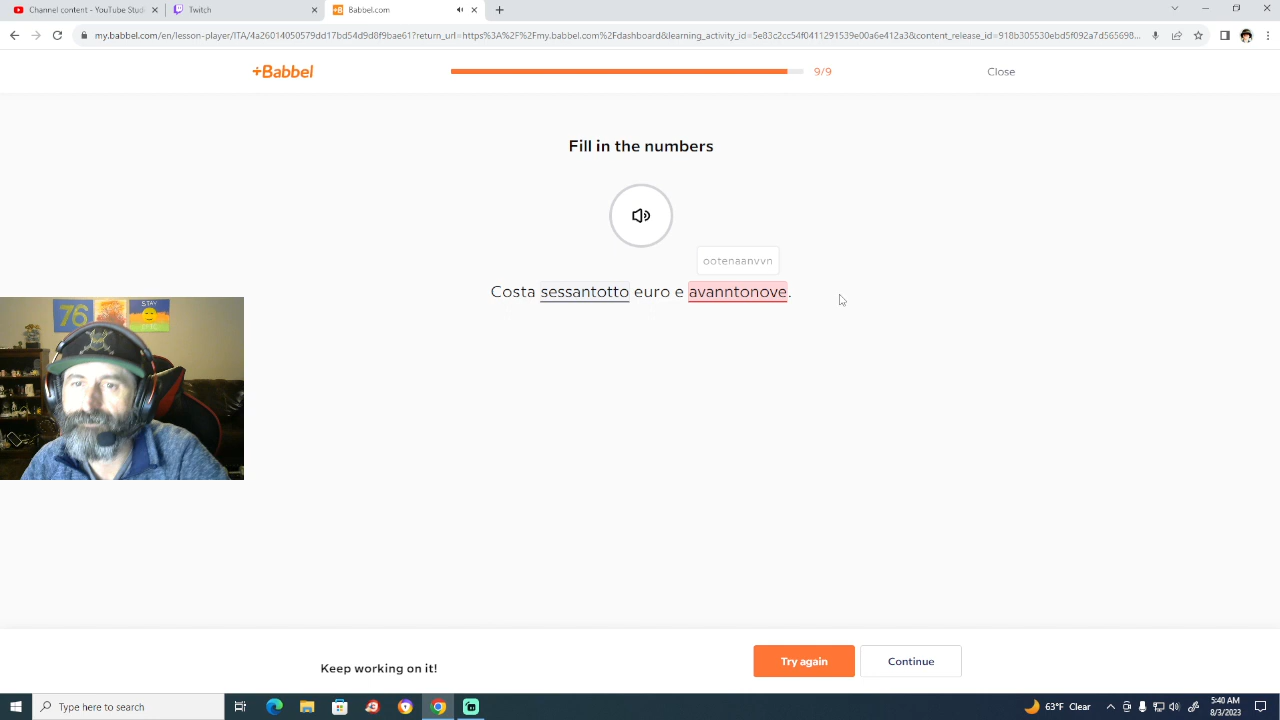 Channel content - YouTube Stud
Twitch
Babbel.com
my.babbel.com/en/lesson-player/ITA/4a26014050579dd17bd54d9d8f9bae61?return_url=https%3A%2F%2Fmy.babbel.com%2Fdashboard&learning_activity_id=5e83c2cc54f0411291539e00a6e412a3&content_release_id=918b305530ebd5f092a7d565698...
+Babbel
9/9
Close
Fill in the numbers
ootenaanvvn
Costa sessantotto euro e avanntonove.
76
STAY
Keep working on it!
Try again
Continue
Type here to search
63°F Clear
5:40 AM
8/3/2023